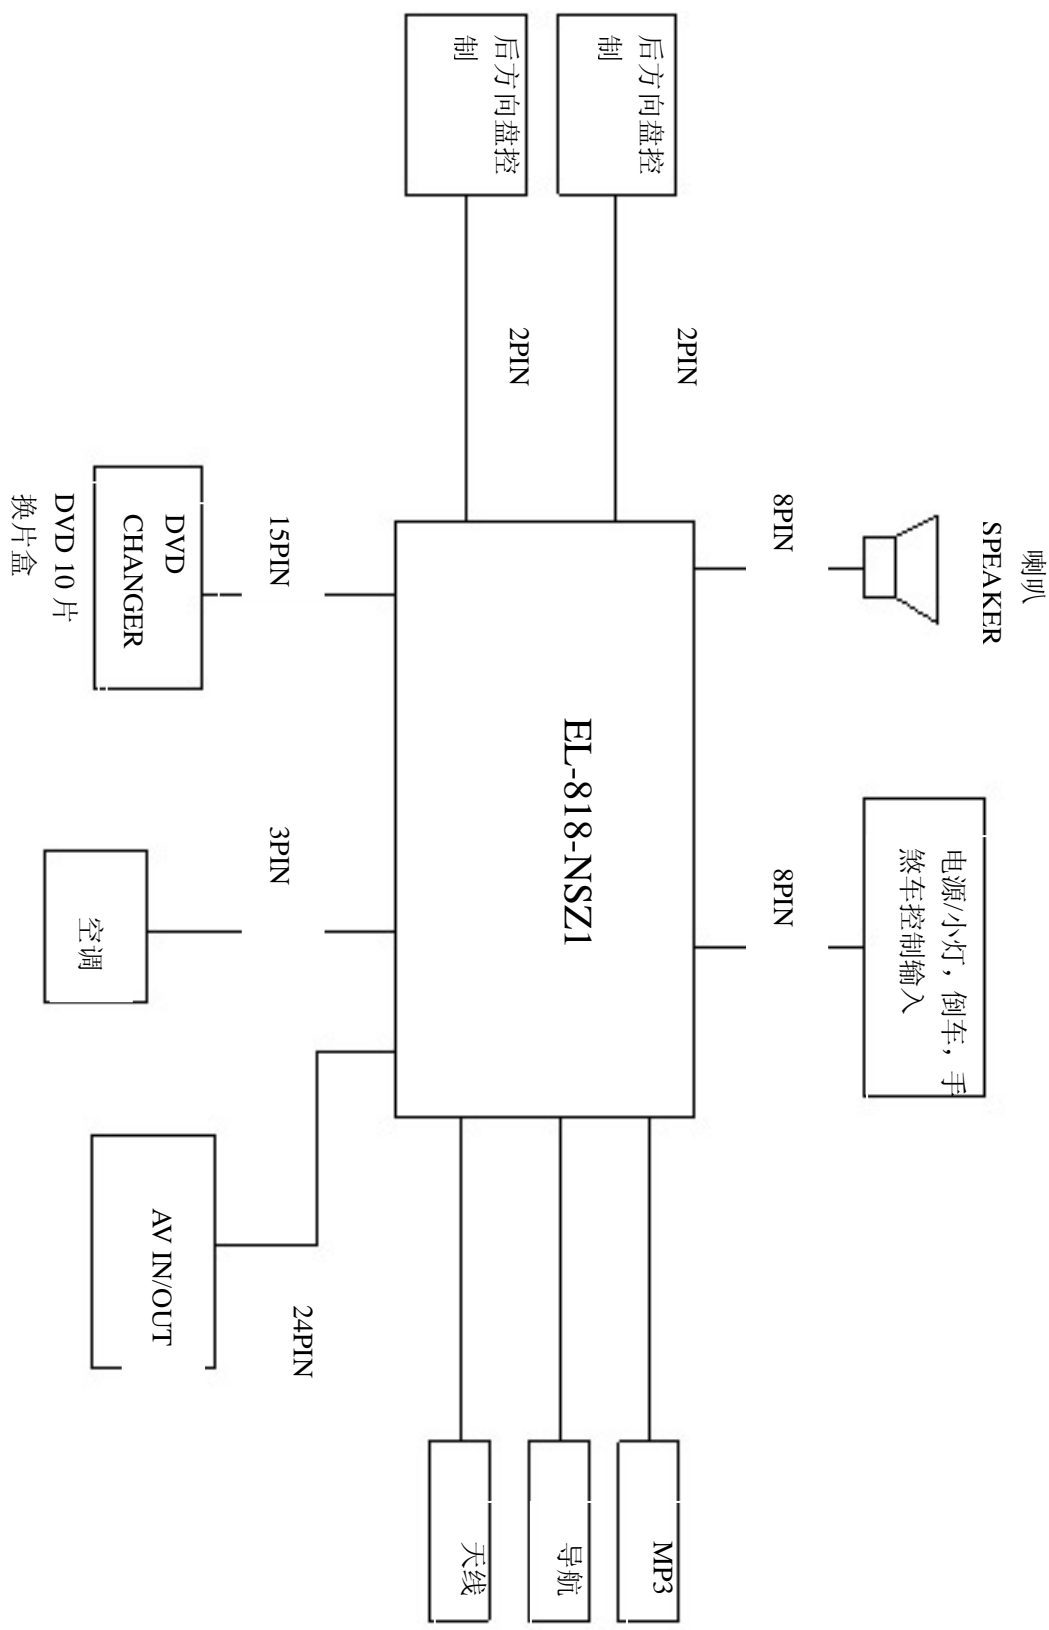 喇叭
SPEAKER
电源/小灯，倒车，手
煞车控制输入
8PIN
8PIN
后方向盘控
制
2PIN
后方向盘控
制
2PIN
EL-818-NSZ1
MP3
导航
天线
15PIN
3PIN
24PIN
DVD
CHANGER
DVD 10 片
换片盒
空调
AV IN/OUT